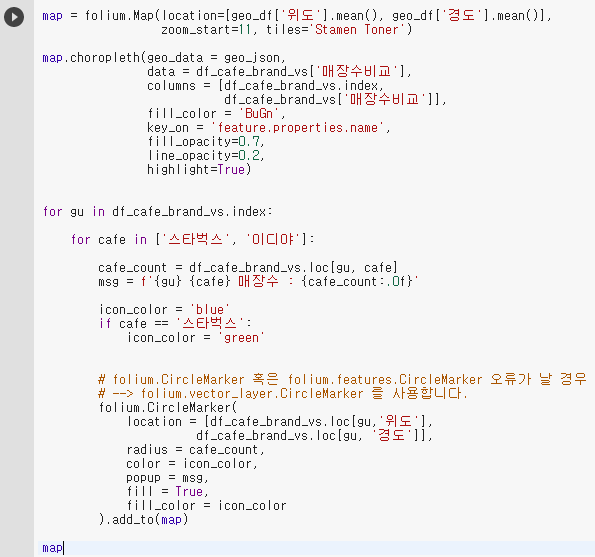 map = folium.Map(location=[geo_df['위도'].mean(), geo_df['경도'].mean()],
                 zoom_start=11, tiles='Stamen Toner')

map.choropleth(geo_data = geo_json,
               data = df_cafe_brand_vs['매장수비교'],
               columns = [df_cafe_brand_vs.index,
                          df_cafe_brand_vs['매장수비교']],
               fill_color = 'BuGn',
               key_on = 'feature.properties.name',
               fill_opacity=0.7,
               line_opacity=0.2,
               highlight=True)

for gu in df_cafe_brand_vs.index:

    for cafe in ['스타벅스', '이디야']:

        cafe_count = df_cafe_brand_vs.loc[gu, cafe]
        msg = f'{gu} {cafe} 매장수 : {cafe_count:.0f}'

        icon_color = 'blue'
        if cafe == '스타벅스':
            icon_color = 'green'

        # folium.CircleMarker 혹은 folium.features.CircleMarker 오류가 날 경우
        # --> folium.vector_layer.CircleMarker 를 사용합니다.
        folium.CircleMarker(
            location = [df_cafe_brand_vs.loc[gu,'위도'],
                      df_cafe_brand_vs.loc[gu, '경도']],
            radius = cafe_count,
            color = icon_color,
            popup = msg,
            fill = True,
            fill_color = icon_color
        ).add_to(map)

map